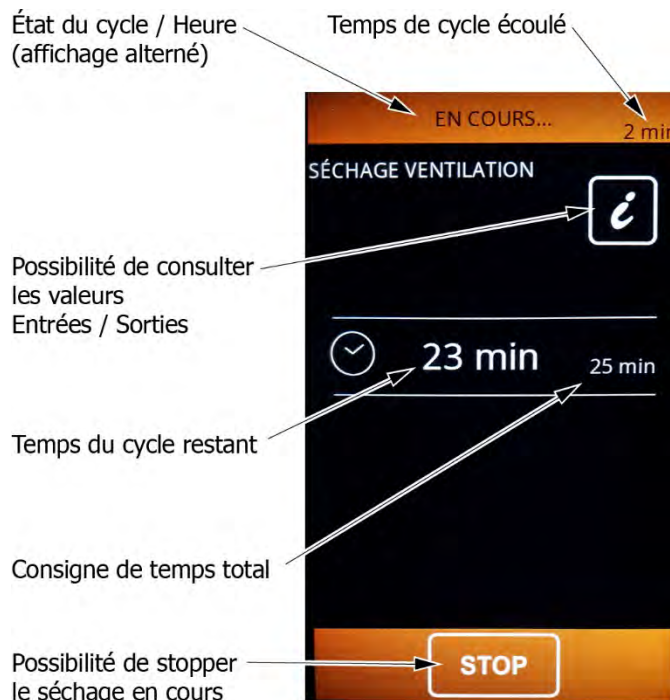 État du cycle / Heure
(affichage alterné)
Temps de cycle écoulé
EN COURS...
2 min
SÉCHAGE VENTILATION
i
Possibilité de consulter
les valeurs
Entrées / Sorties
23 min
25 min
Temps du cycle restant
Consigne de temps total
Possibilité de stopper
le séchage en cours
STOP